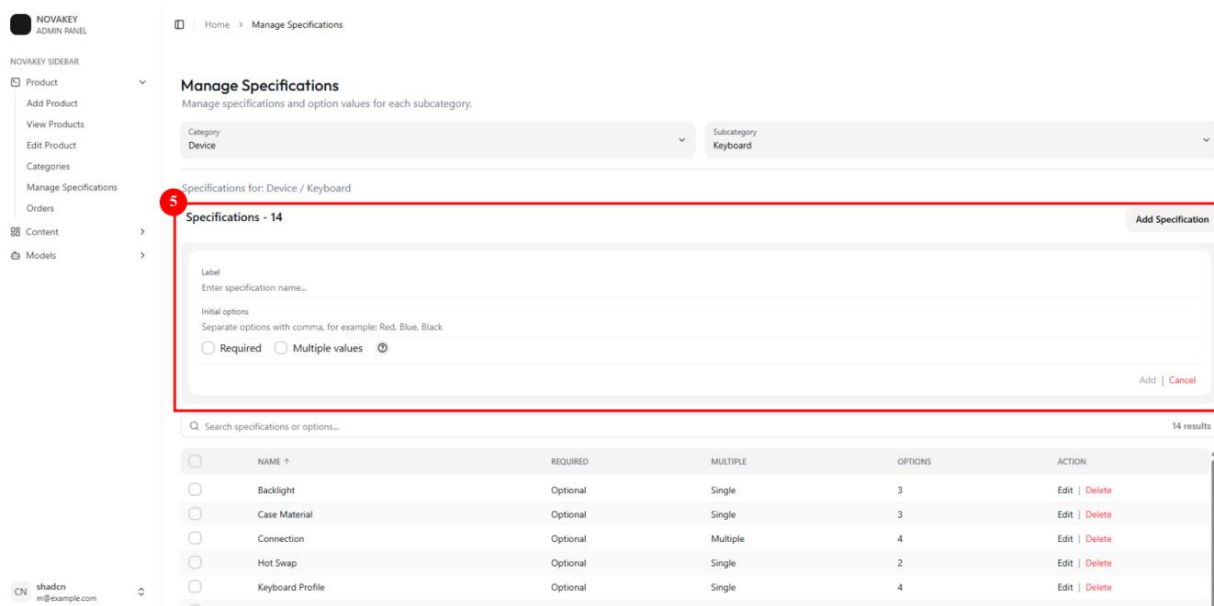 NOVAKEY
ADMIN PANEL
Home > Manage Specifications
NOVAKEY SIDEBAR
Product
Add Product
View Products
Edit Product
Categories
Manage Specifications
Orders
Content
Models
Manage Specifications
Manage specifications and option values for each subcategory.
Category
Device
Subcategory
Keyboard
Specifications for: Device / Keyboard
5
Specifications - 14
Add Specification
Label
Enter specification name...
Initial options
Separate options with comma, for example: Red, Blue, Black
Required Multiple values ?
Add | Cancel
Search specifications or options...
14 results
NAME ↑ REQUIRED MULTIPLE OPTIONS ACTION
Backlight Optional Single 3 Edit | Delete
Case Material Optional Single 3 Edit | Delete
Connection Optional Multiple 4 Edit | Delete
Hot Swap Optional Single 2 Edit | Delete
Keyboard Profile Optional Single 4 Edit | Delete
CN shadcn
m@example.com